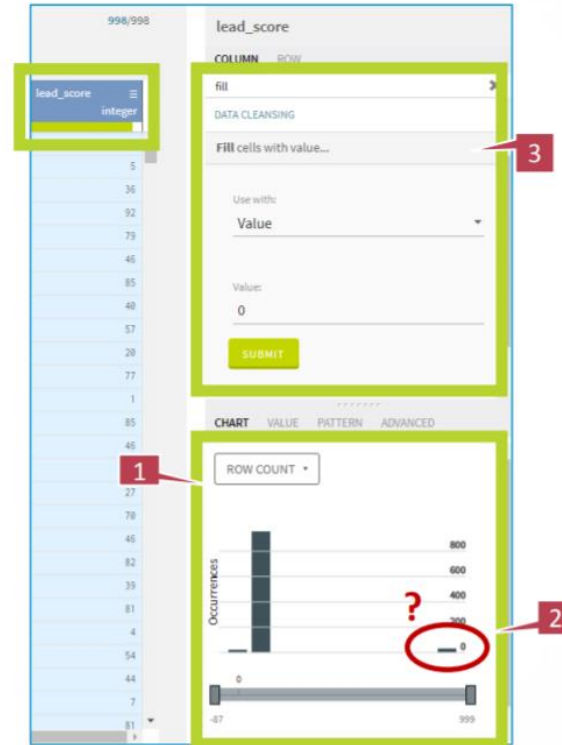 998/998
lead_score
integer
5
36
92
79
46
85
40
57
20
77
1
85
46
27
70
46
82
39
81
4
54
44
7
81
lead_score
COLUMN ROW
fill
DATA CLEANSING
Fill cells with value...
3
Use with:
Value
Value:
0
SUBMIT
CHART VALUE PATTERN ADVANCED
1
ROW COUNT
Occurrences
800
600
400
200
0
?
2
0
-87 999